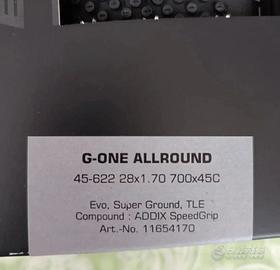 G-ONE ALLROUND
45-622 28x1.70 700x45C
Evo, Super Ground, TLE
Compound : ADDIX SpeedGrip
Art.-No. 11654170